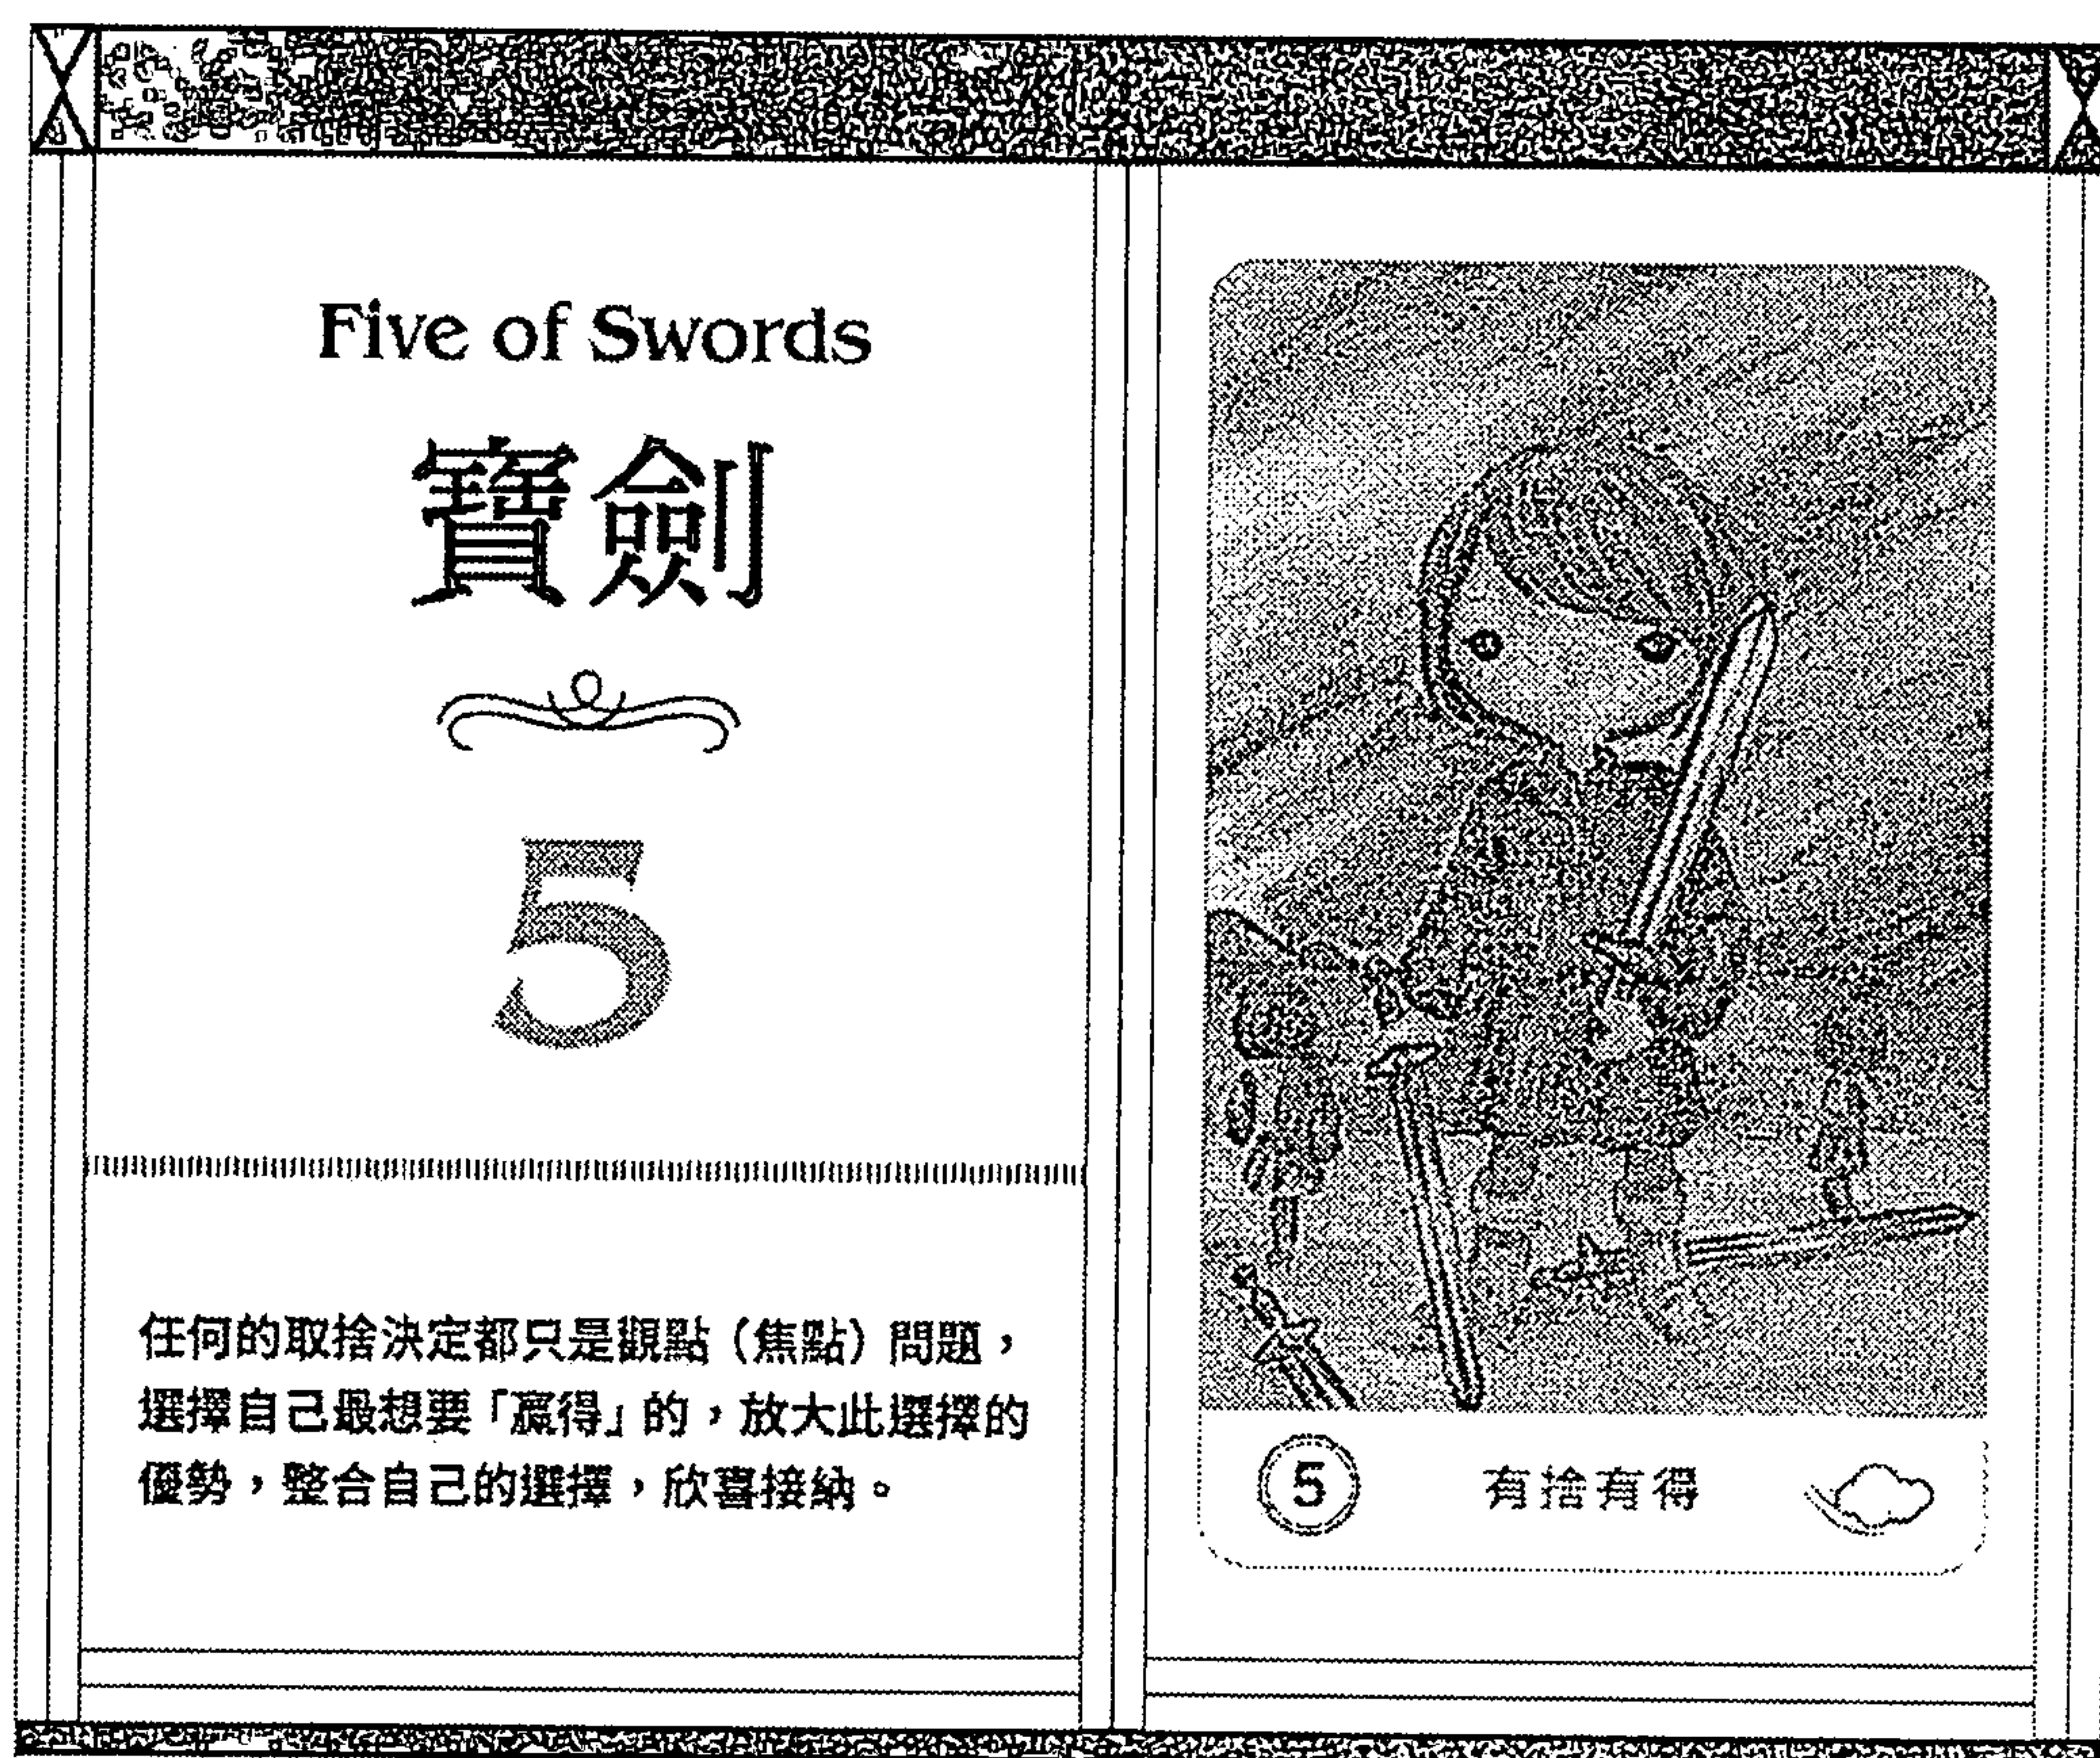 Five of Swords
寶劍
5
任何的取捨決定都只是觀點（焦點）問題，
選擇自己最想要「贏得」的，放大此選擇的
優勢，整合自己的選擇，欣喜接納。
5 有捨有得